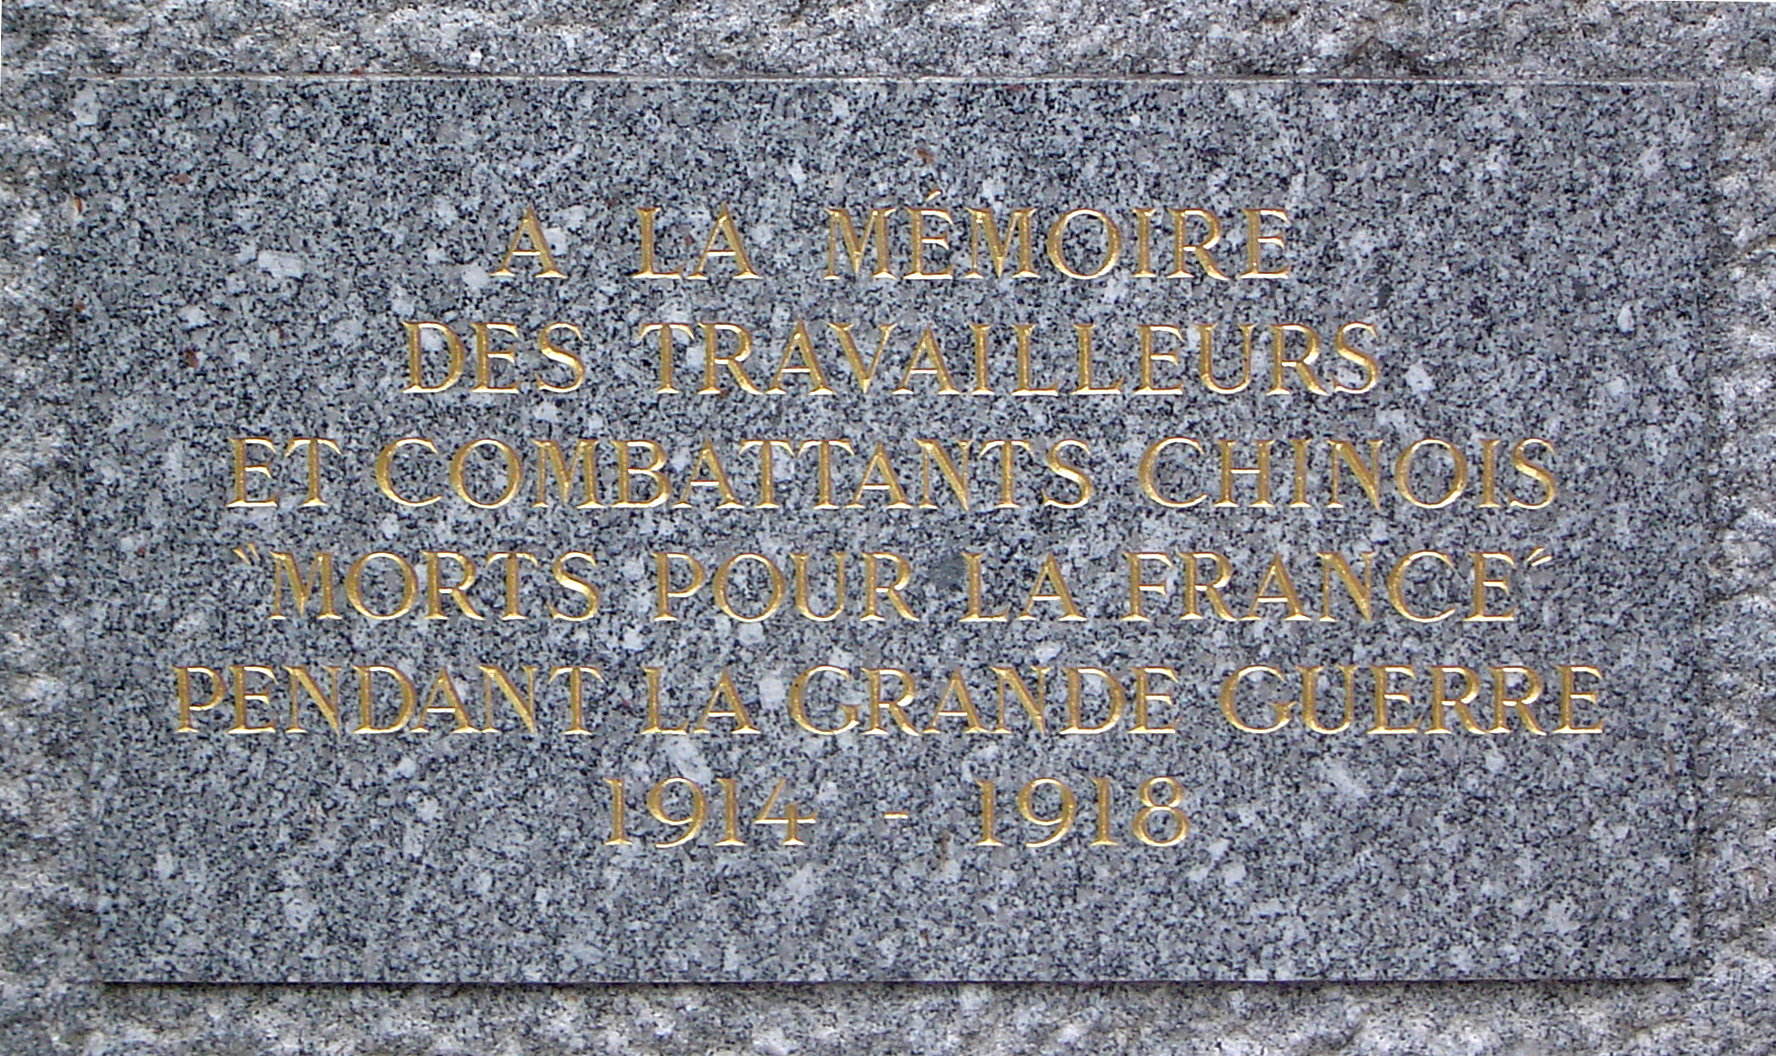 A LA MÉMOIRE
DES TRAVAILLEURS
ET COMBATTANTS CHINOIS
"MORTS POUR LA FRANCE"
PENDANT LA GRANDE GUERRE
1914 - 1918